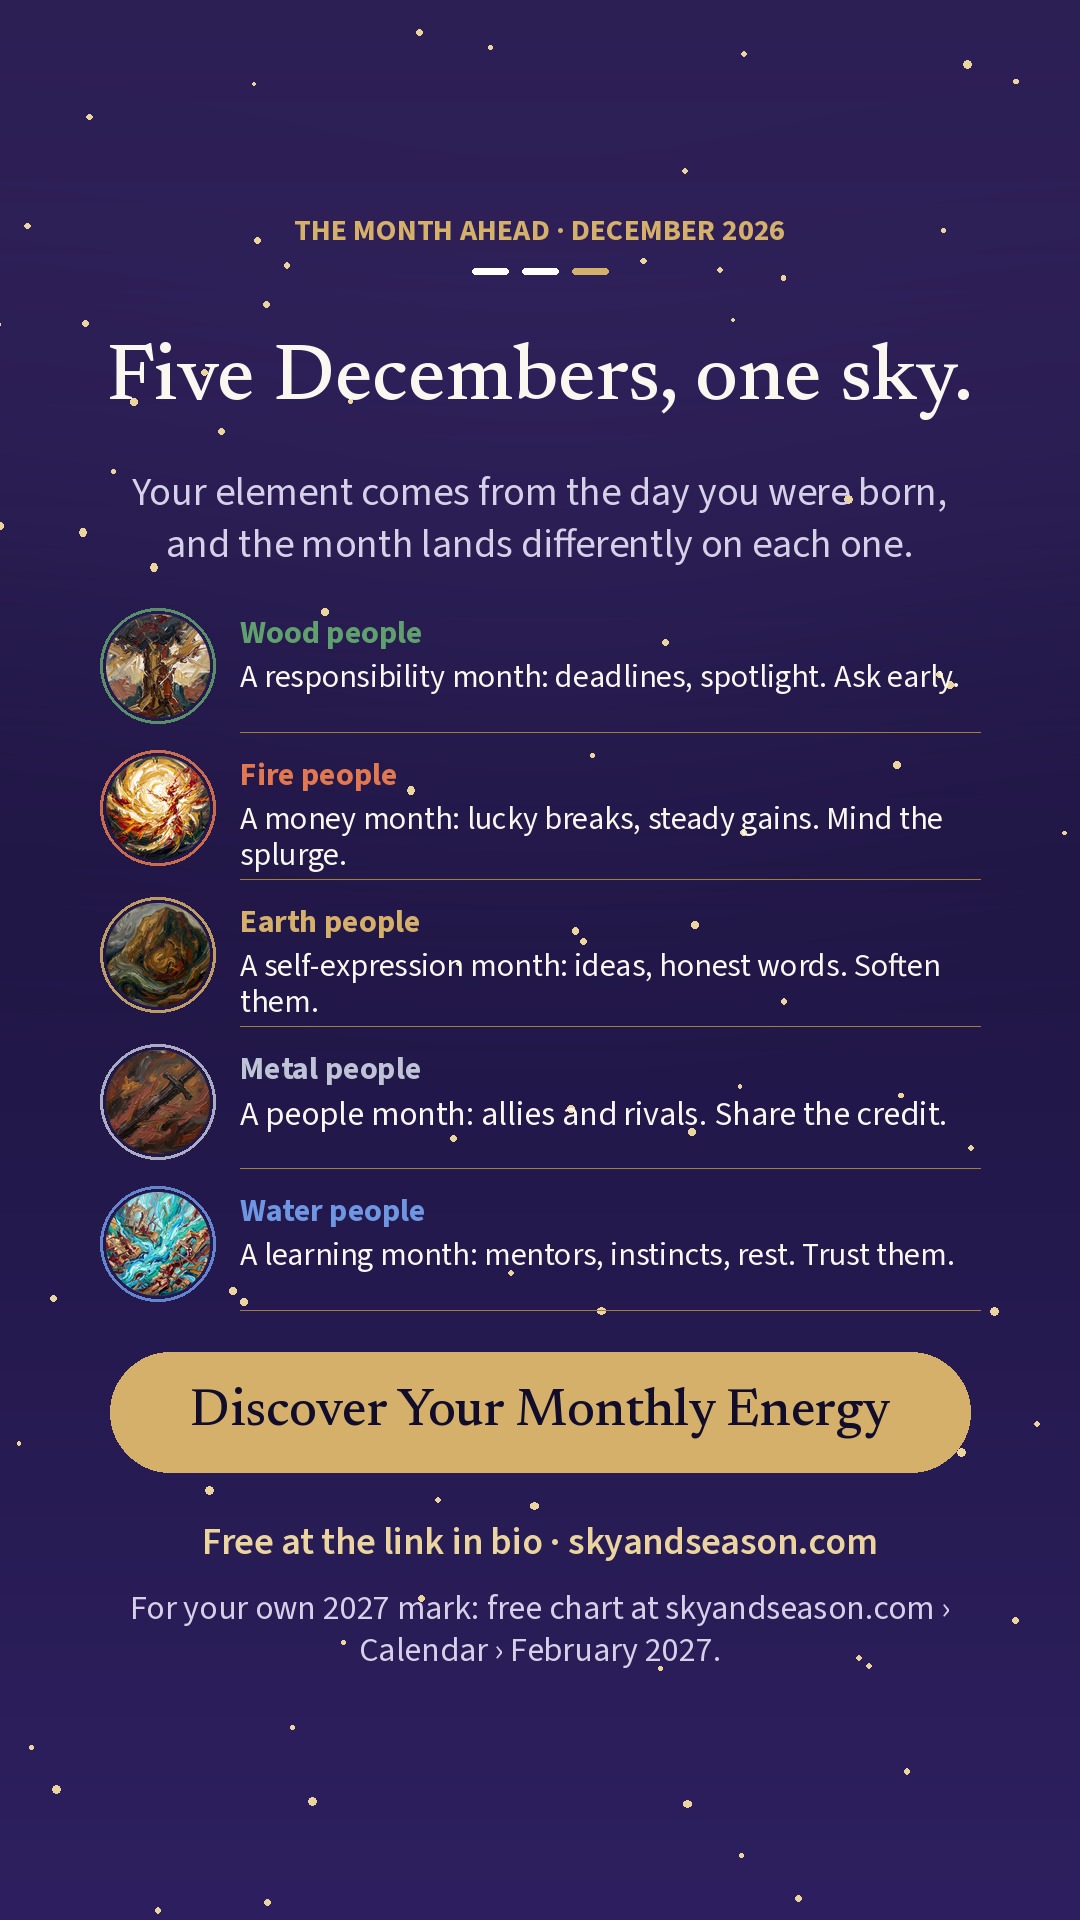 THE MONTH AHEAD · DECEMBER 2026
Five Decembers, one sky.
Your element comes from the day you were born,
and the month lands differently on each one.
Wood people
A responsibility month: deadlines, spotlight. Ask early.
Fire people
A money month: lucky breaks, steady gains. Mind the
splurge.
Earth people
A self-expression month: ideas, honest words. Soften
them.
Metal people
A people month: allies and rivals. Share the credit.
Water people
A learning month: mentors, instincts, rest. Trust them.
Discover Your Monthly Energy
Free at the link in bio · skyandseason.com
For your own 2027 mark: free chart at skyandseason.com ›
Calendar › February 2027.